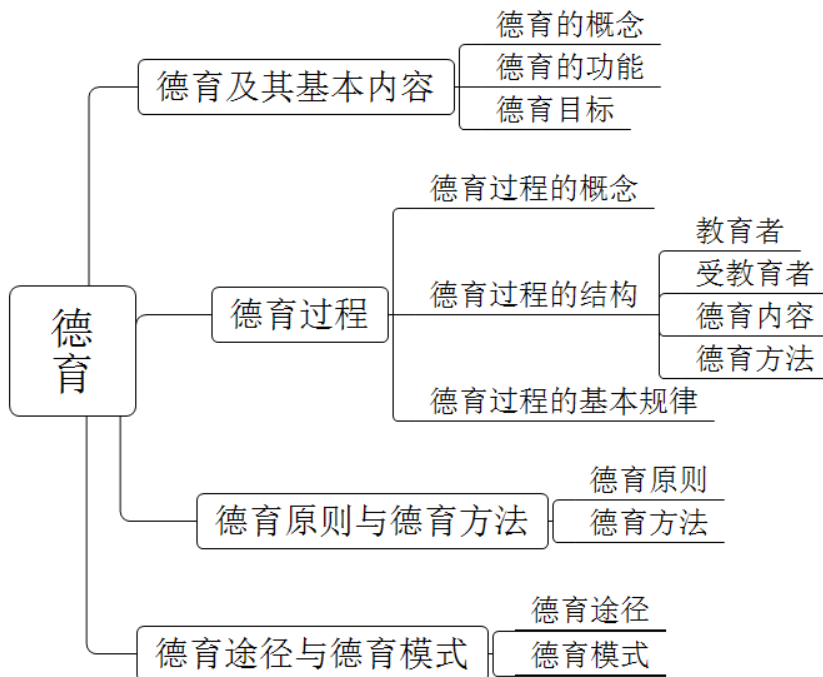 德育
德育及其基本内容
德育的概念
德育的功能
德育目标
德育过程
德育过程的概念
德育过程的结构
教育者
受教育者
德育内容
德育方法
德育过程的基本规律
德育原则与德育方法
德育原则
德育方法
德育途径与德育模式
德育途径
德育模式